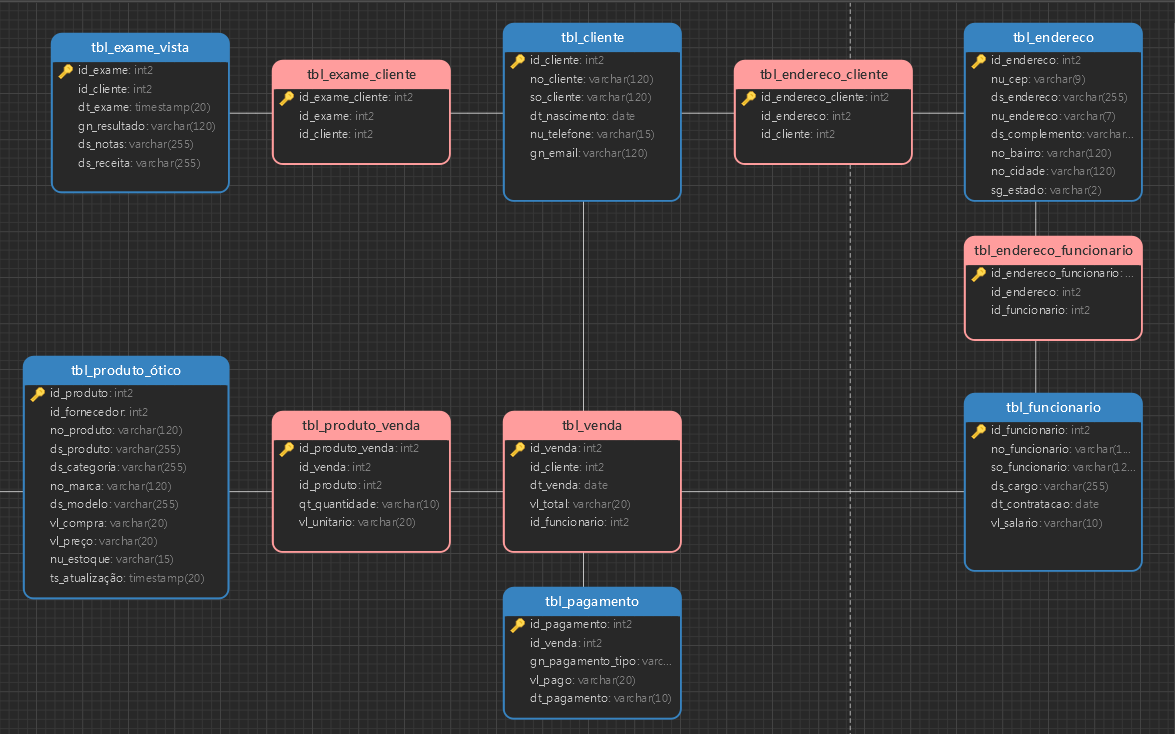 tbl_exame_vista
id_exame: int2
id_cliente: int2
dt_exame: timestamp(20)
gn_resultado: varchar(120)
ds_notas: varchar(255)
ds_receita: varchar(255)
tbl_exame_cliente
id_exame_cliente: int2
id_exame: int2
id_cliente: int2
tbl_cliente
id_cliente: int2
no_cliente: varchar(120)
so_cliente: varchar(120)
dt_nascimento: date
nu_telefone: varchar(15)
gn_email: varchar(120)
tbl_endereco_cliente
id_endereco_cliente: int2
id_endereco: int2
id_cliente: int2
tbl_endereco
id_endereco: int2
nu_cep: varchar(9)
ds_endereco: varchar(255)
nu_endereco: varchar(7)
ds_complemento: varchar...
no_bairro: varchar(120)
no_cidade: varchar(120)
sg_estado: varchar(2)
tbl_endereco_funcionario
id_endereco_funcionario: ...
id_endereco: int2
id_funcionario: int2
tbl_produto_ótico
id_produto: int2
id_fornecedor: int2
no_produto: varchar(120)
ds_produto: varchar(255)
ds_categoria: varchar(255)
no_marca: varchar(120)
ds_modelo: varchar(255)
vl_compra: varchar(20)
vl_preço: varchar(20)
nu_estoque: varchar(15)
ts_atualização: timestamp(20)
tbl_produto_venda
id_produto_venda: int2
id_venda: int2
id_produto: int2
qt_quantidade: varchar(10)
vl_unitario: varchar(20)
tbl_venda
id_venda: int2
id_cliente: int2
dt_venda: date
vl_total: varchar(20)
id_funcionario: int2
tbl_funcionario
id_funcionario: int2
no_funcionario: varchar(1...
so_funcionario: varchar(12...
ds_cargo: varchar(255)
dt_contratacao: date
vl_salario: varchar(10)
tbl_pagamento
id_pagamento: int2
id_venda: int2
gn_pagamento_tipo: varc...
vl_pago: varchar(20)
dt_pagamento: varchar(10)